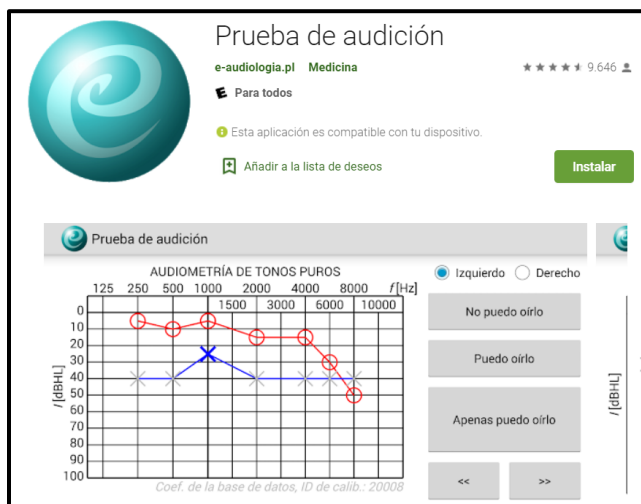 Prueba de audición
e-audiologia.pl Medicina
9.646
E Para todos
Esta aplicación es compatible con tu dispositivo.
Añadir a la lista de deseos
Instalar
Prueba de audición
AUDIOMETRÍA DE TONOS PUROS
125 250 500 1000 2000 4000 8000 f[Hz]
1500 3000 6000 10000
0
10
20
30
40
50
60
70
80
90
100
I[dBHL]
Coef. de la base de datos, ID de calib.: 20008
Izquierdo Derecho
No puedo oírlo
Puedo oírlo
Apenas puedo oírlo
<< >>
I[dBHL]